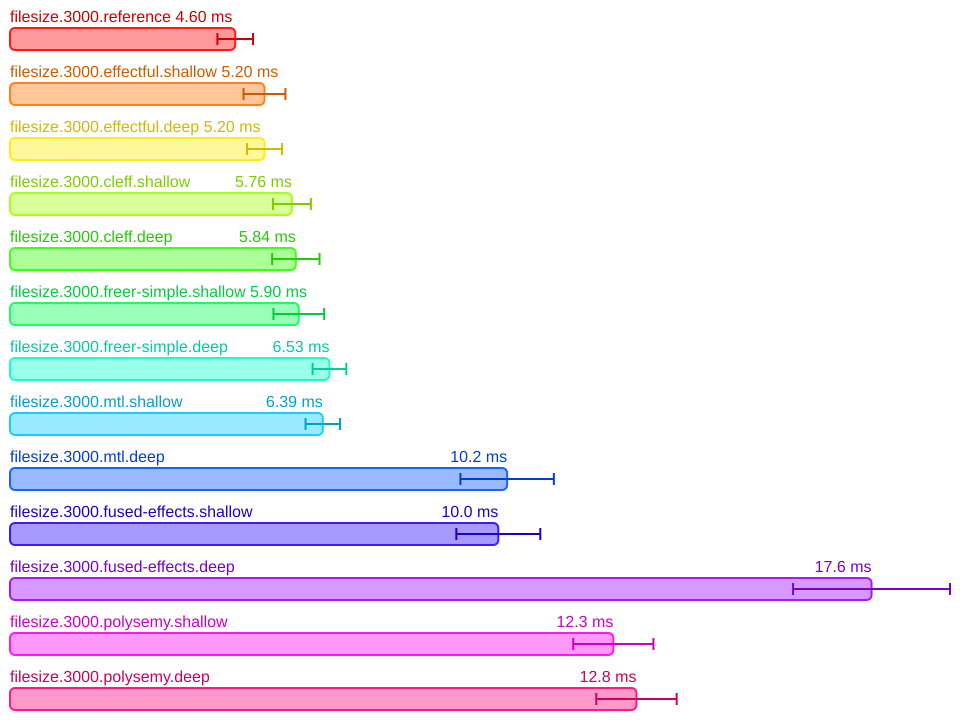 filesize.3000.reference 4.60 ms
filesize.3000.effectful.shallow 5.20 ms
filesize.3000.effectful.deep 5.20 ms
filesize.3000.cleff.shallow 5.76 ms
filesize.3000.cleff.deep 5.84 ms
filesize.3000.freer-simple.shallow 5.90 ms
filesize.3000.freer-simple.deep 6.53 ms
filesize.3000.mtl.shallow 6.39 ms
filesize.3000.mtl.deep 10.2 ms
filesize.3000.fused-effects.shallow 10.0 ms
filesize.3000.fused-effects.deep 17.6 ms
filesize.3000.polysemy.shallow 12.3 ms
filesize.3000.polysemy.deep 12.8 ms